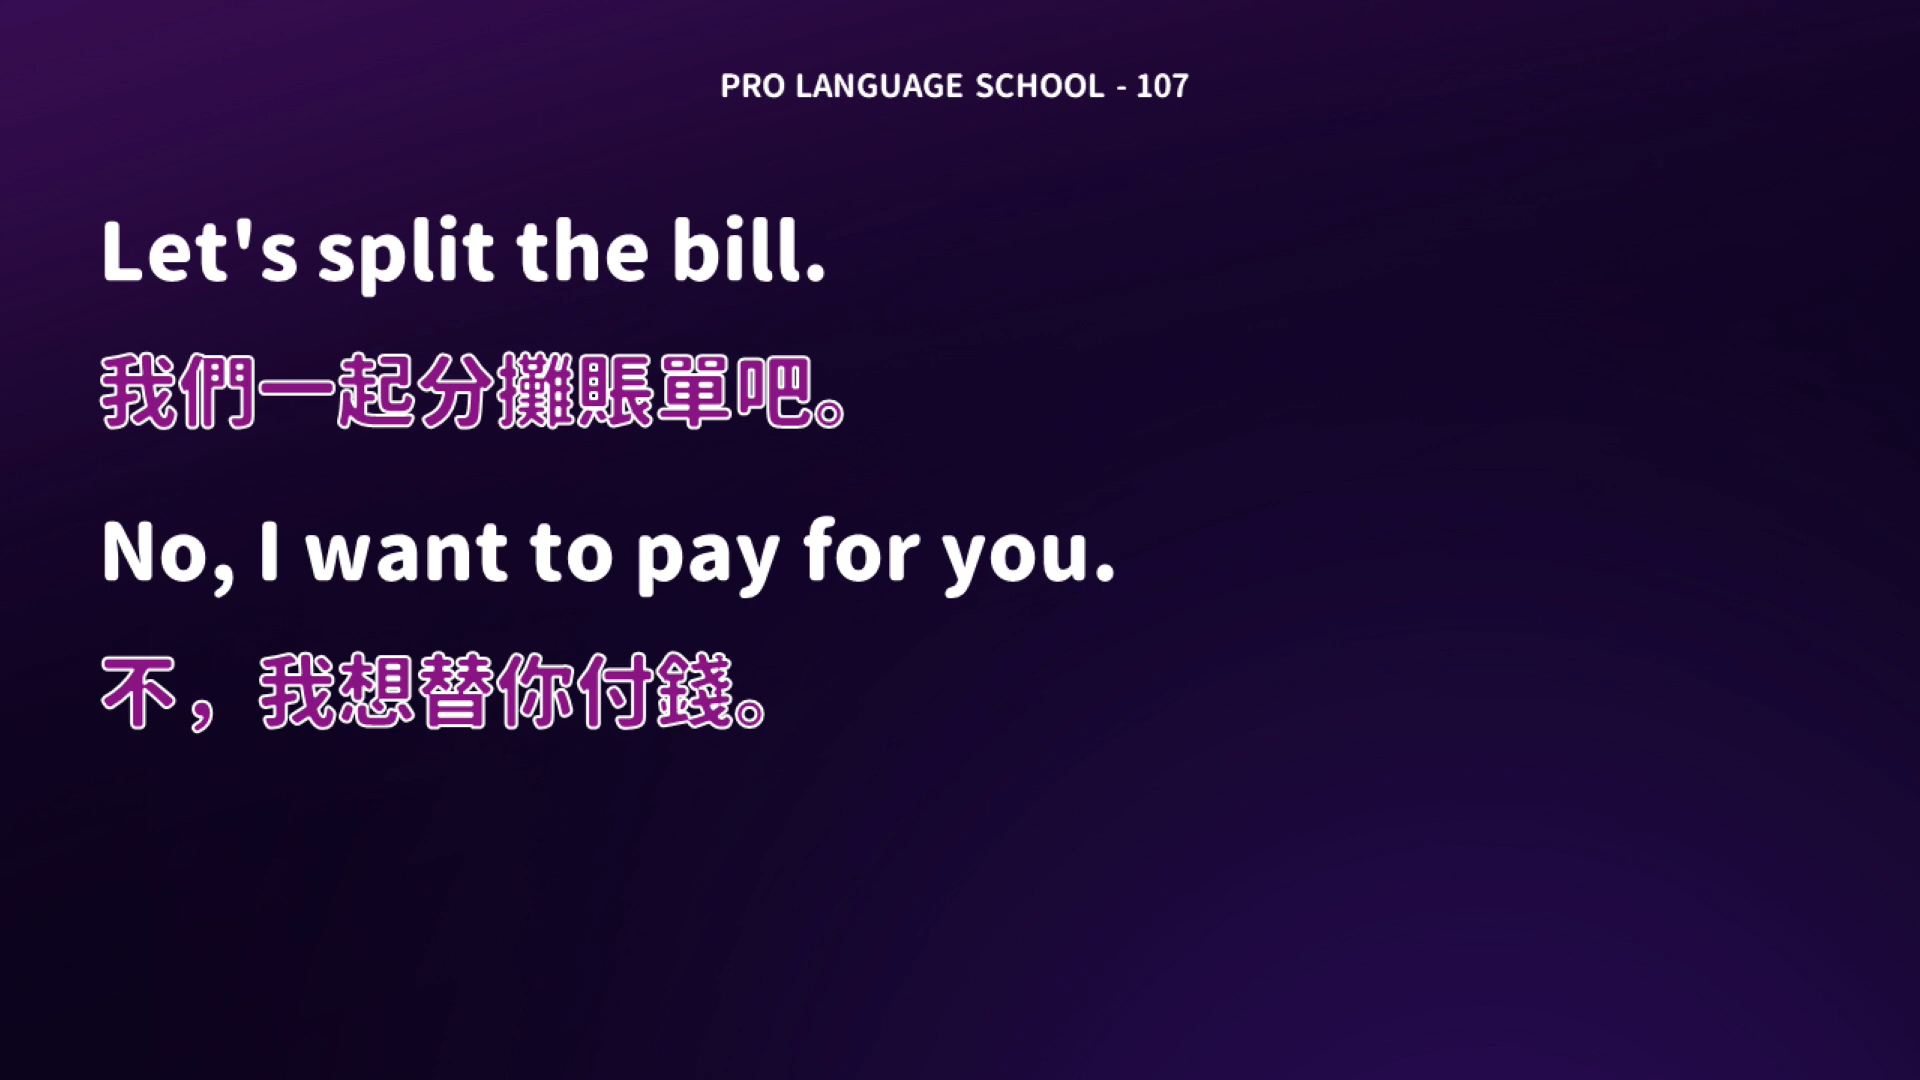 PRO LANGUAGE SCHOOL - 107
Let's split the bill.
我們一起分攤賬單吧。
No, I want to pay for you.
不，我想替你付錢。